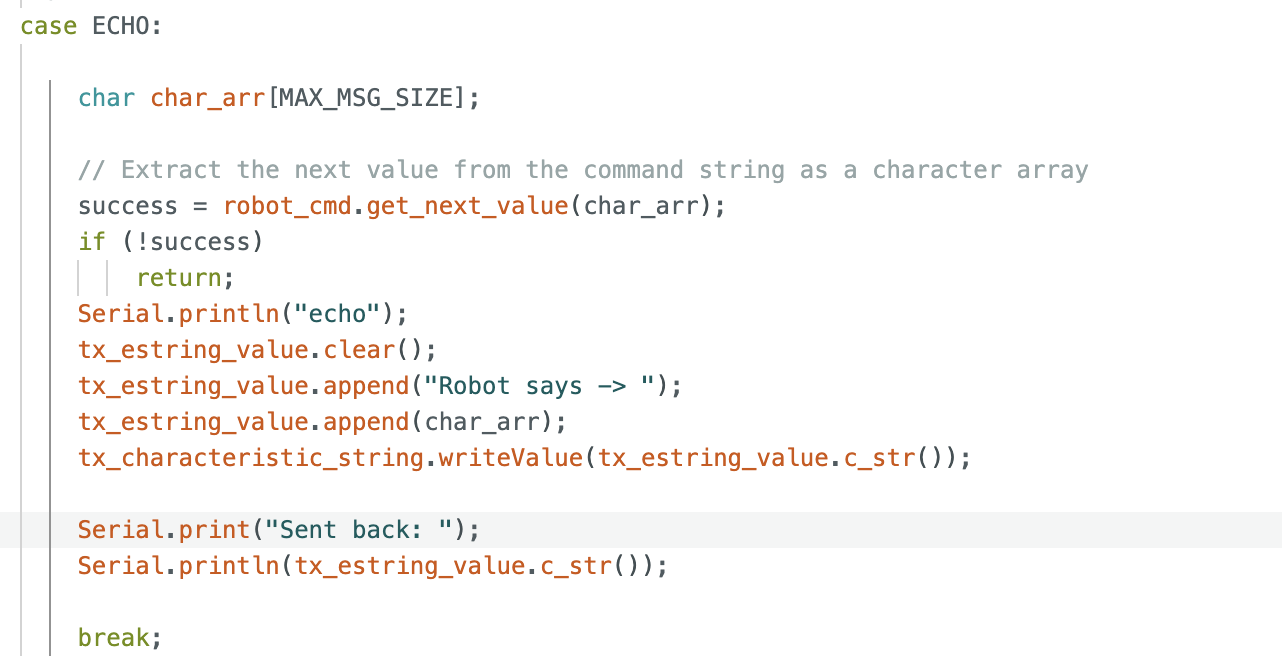 case ECHO:
char char_arr[MAX_MSG_SIZE];
// Extract the next value from the command string as a character array
success = robot_cmd.get_next_value(char_arr);
if (!success)
return;
Serial.println("echo");
tx_estring_value.clear();
tx_estring_value.append("Robot says -> ");
tx_estring_value.append(char_arr);
tx_characteristic_string.writeValue(tx_estring_value.c_str());
Serial.print("Sent back: ");
Serial.println(tx_estring_value.c_str());
break;